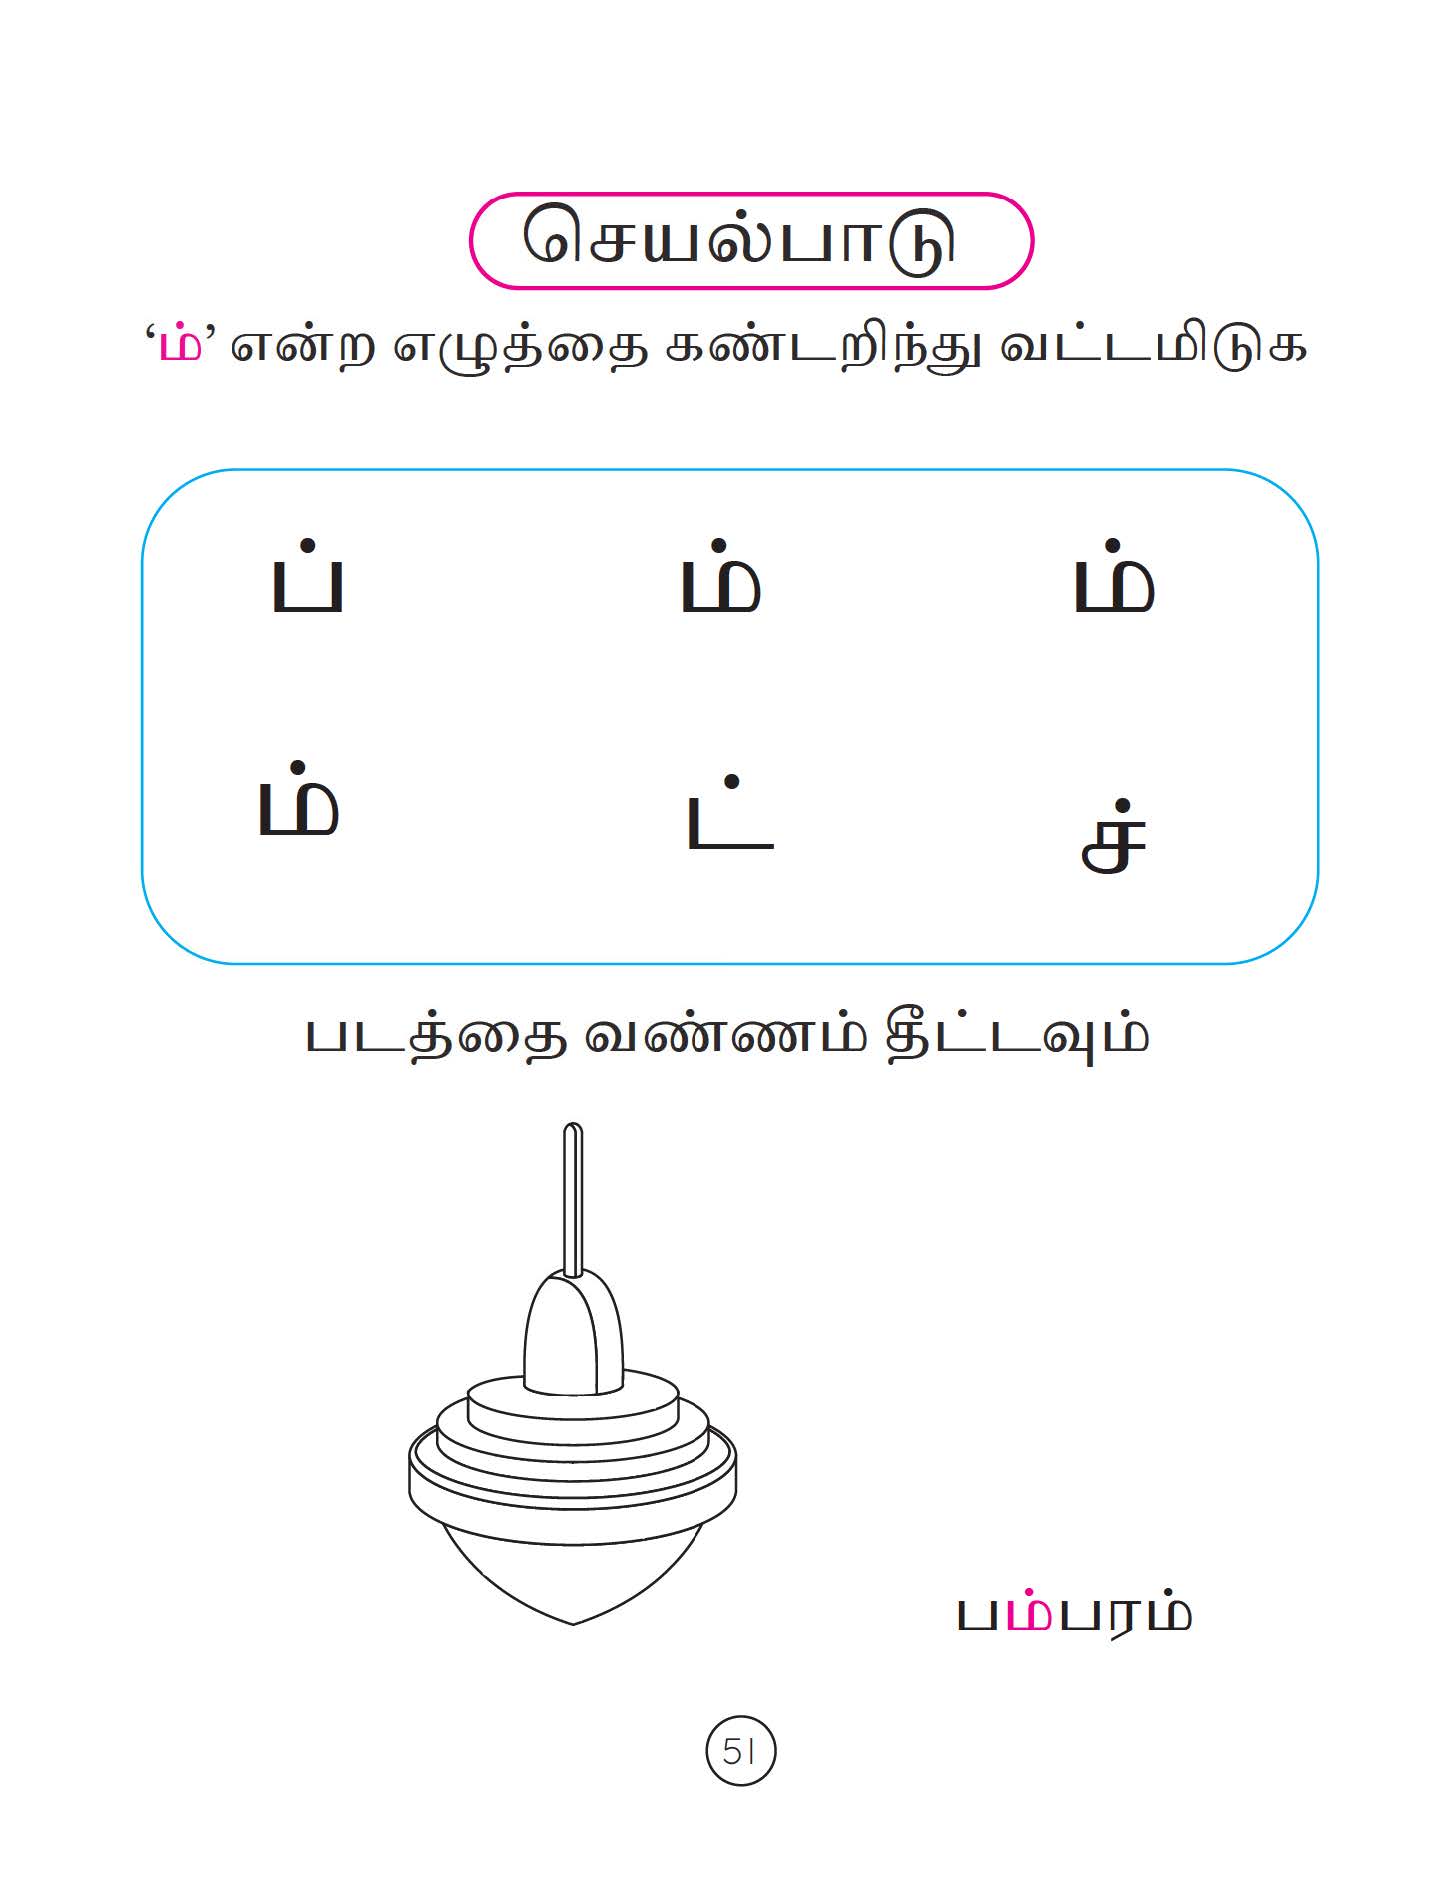 செயல்பாடு
‘ம்’ என்ற எழுத்தை கண்டறிந்து வட்டமிடுக
ப் ம் ம்
ம் ட் ச்
படத்தை வண்ணம் தீட்டவும்
பம்பரம்
51